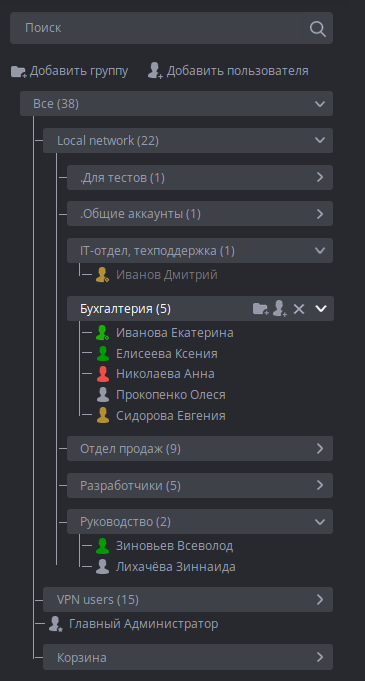 Поиск
Добавить группу Добавить пользователя
Все (38)
Local network (22)
.Для тестов (1)
.Общие аккаунты (1)
IT-отдел, техподдержка (1)
Иванов Дмитрий
Бухгалтерия (5)
Иванова Екатерина
Елисеева Ксения
Николаева Анна
Прокопенко Олеся
Сидорова Евгения
Отдел продаж (9)
Разработчики (5)
Руководство (2)
Зиновьев Всеволод
Лихачёва Зиннаида
VPN users (15)
Главный Администратор
Корзина